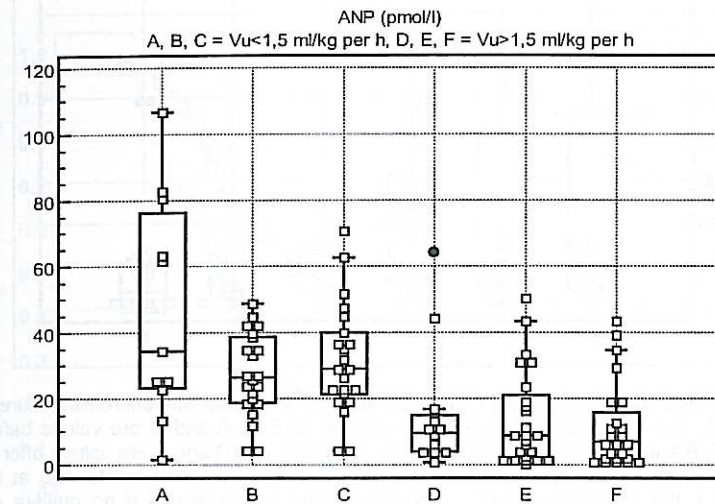 ANP (pmol/l)
A, B, C = Vu<1,5 ml/kg per h, D, E, F = Vu>1,5 ml/kg per h
120
100
80
60
40
20
0
A B C D E F